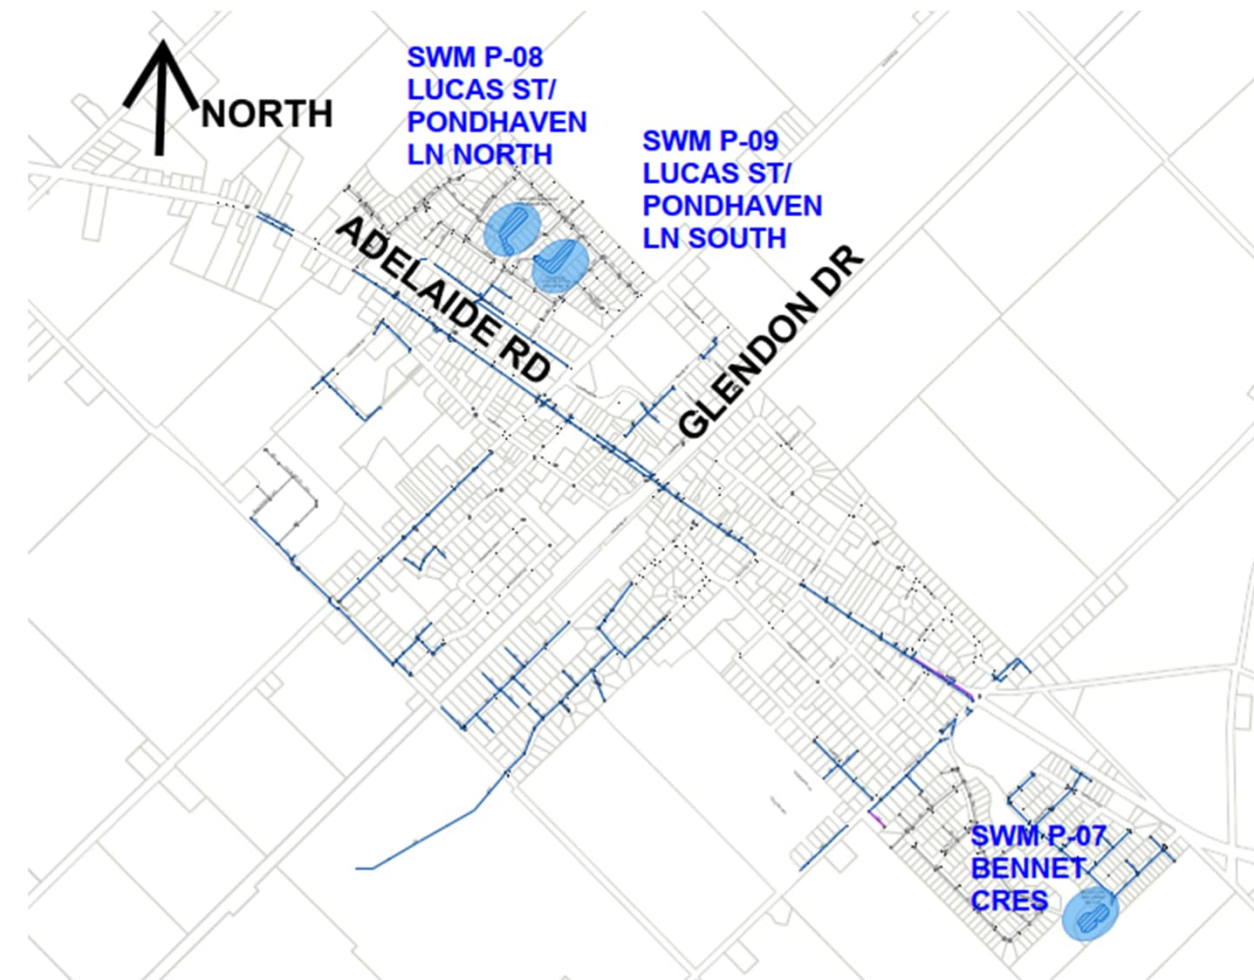 SWM P-08
LUCAS ST/
PONDHAVEN
LN NORTH
NORTH
SWM P-09
LUCAS ST/
PONDHAVEN
LN SOUTH
ADELAIDE RD
GLENDON DR
SWM P-07
BENNET
CRES